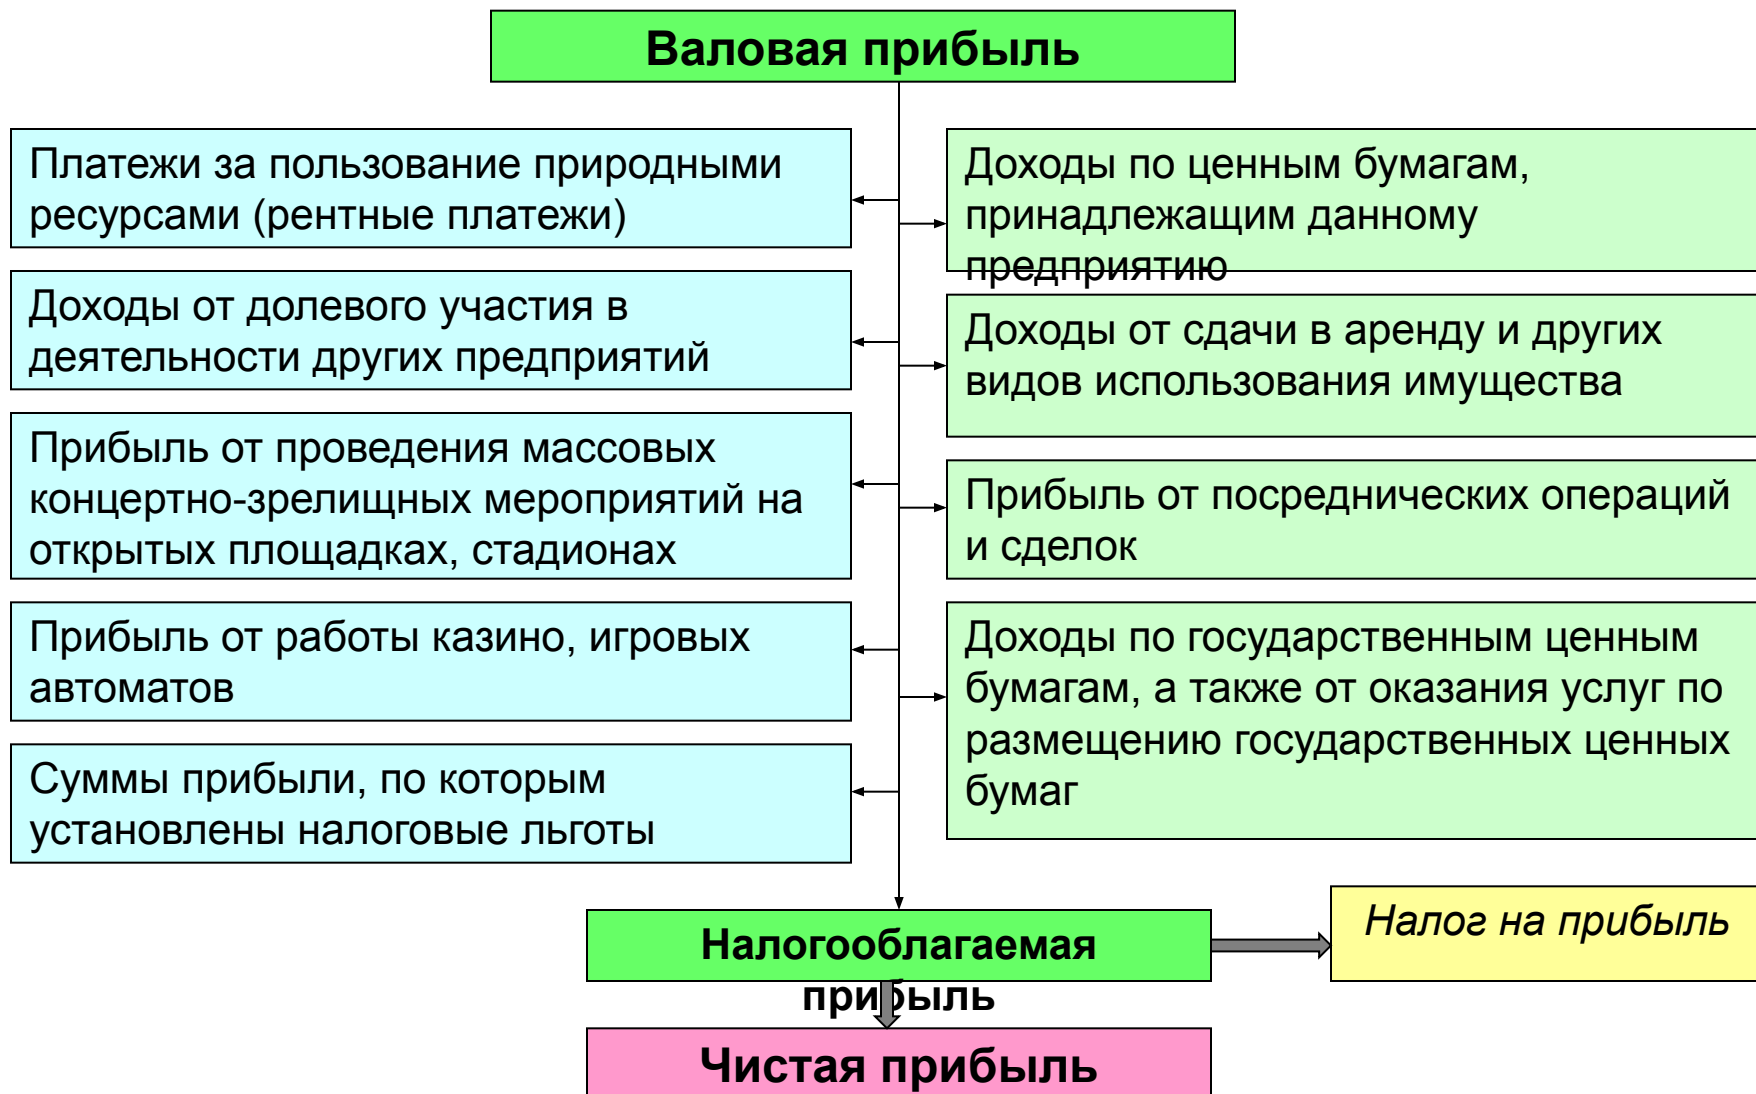 Валовая прибыль
Платежи за пользование природными
ресурсами (рентные платежи)
Доходы от долевого участия в
деятельности других предприятий
Прибыль от проведения массовых
концертно-зрелищных мероприятий на
открытых площадках, стадионах
Прибыль от работы казино, игровых
автоматов
Суммы прибыли, по которым
установлены налоговые льготы
Доходы по ценным бумагам,
принадлежащим данному
предприятию
Доходы от сдачи в аренду и других
видов использования имущества
Прибыль от посреднических операций
и сделок
Доходы по государственным ценным
бумагам, а также от оказания услуг по
размещению государственных ценных
бумаг
Налогооблагаемая
прибыль
Налог на прибыль
Чистая прибыль